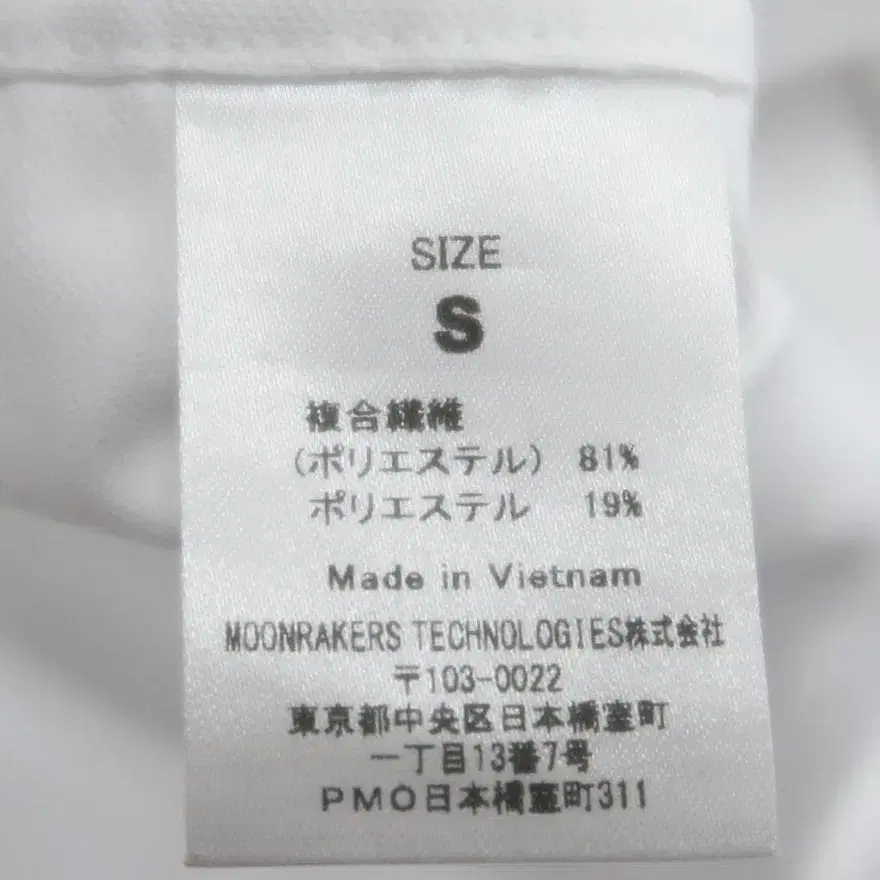 SIZE
S
複合繊維
(ポリエステル) 81%
ポリエステル 19%
Made in Vietnam
MOONRAKERS TECHNOLOGIES株式会社
〒103-0022
東京都中央区日本橋室町
一丁目13番7号
PMO日本橋室町311